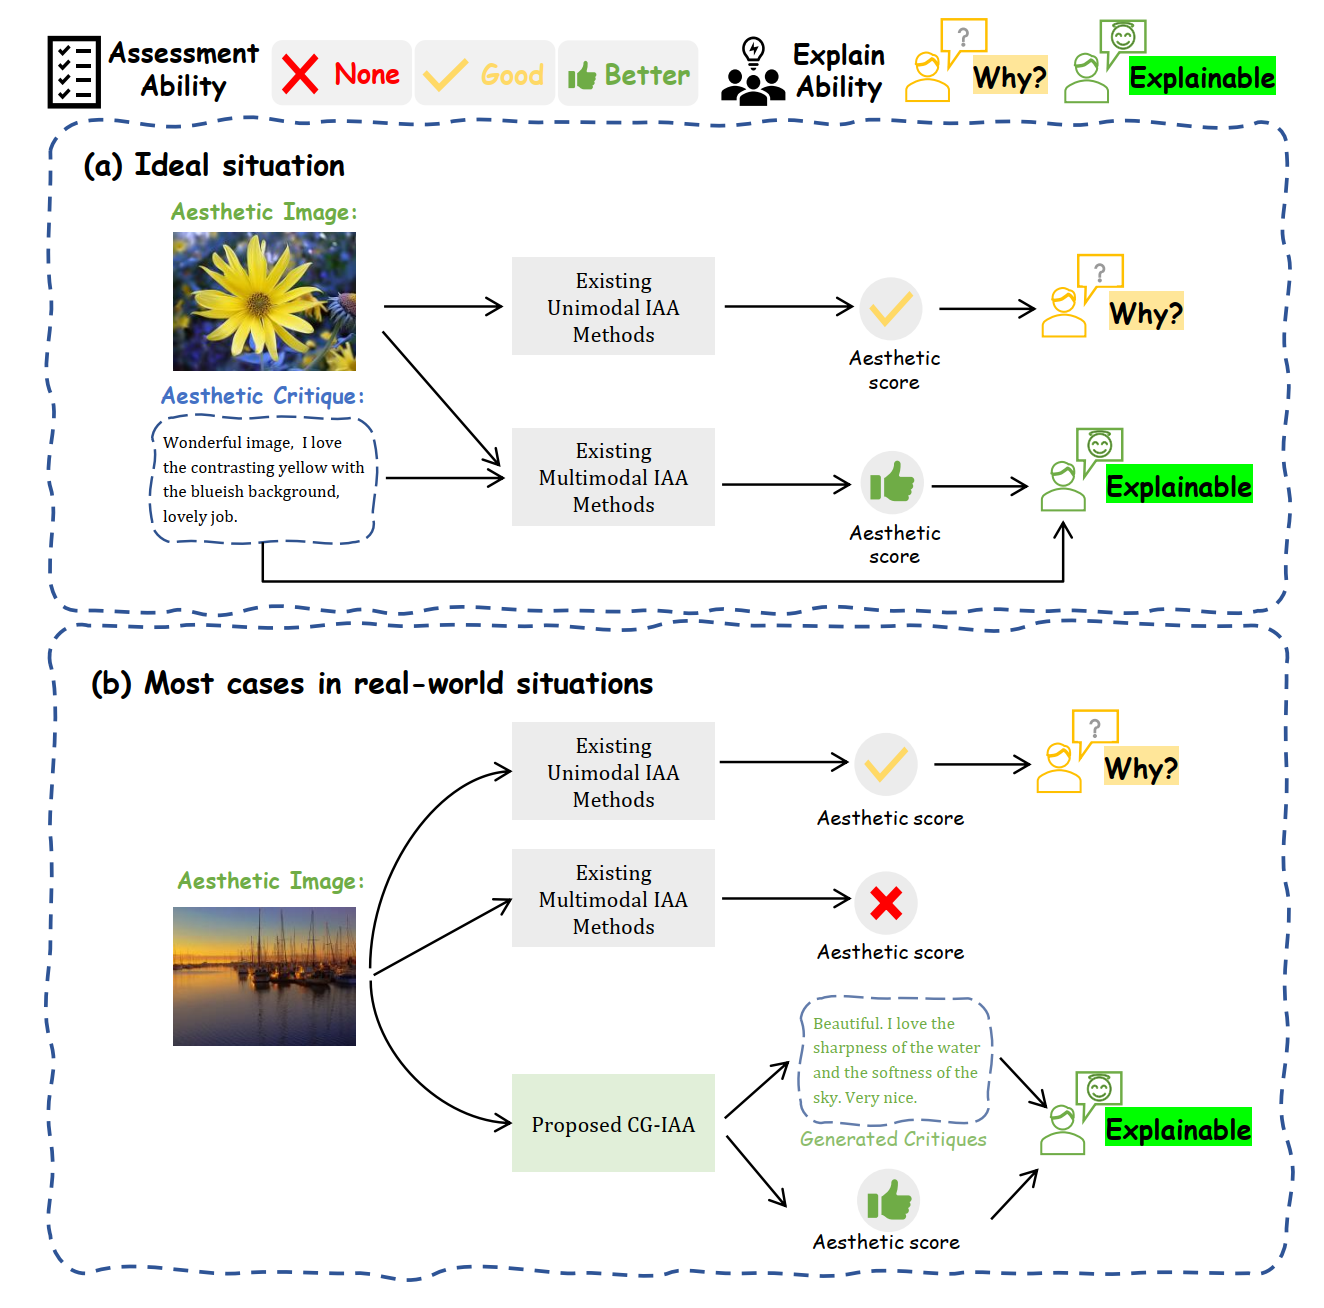 Assessment
Ability
None
Good
Better
Explain
Ability
?
Why?
Explainable
(a) Ideal situation
Aesthetic Image:
Existing
Unimodal IAA
Methods
Aesthetic
score
?
Why?
Aesthetic Critique:
Wonderful image, I love
the contrasting yellow with
the blueish background,
lovely job.
Existing
Multimodal IAA
Methods
Aesthetic
score
Explainable
(b) Most cases in real-world situations
Existing
Unimodal IAA
Methods
Aesthetic score
?
Why?
Aesthetic Image:
Existing
Multimodal IAA
Methods
Aesthetic score
Proposed CG-IAA
Beautiful. I love the
sharpness of the water
and the softness of the
sky. Very nice.
Generated Critiques
Aesthetic score
Explainable